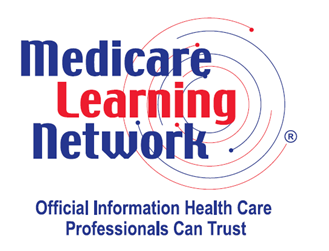 Medicare
Learning
Network
®
Official Information Health Care
Professionals Can Trust